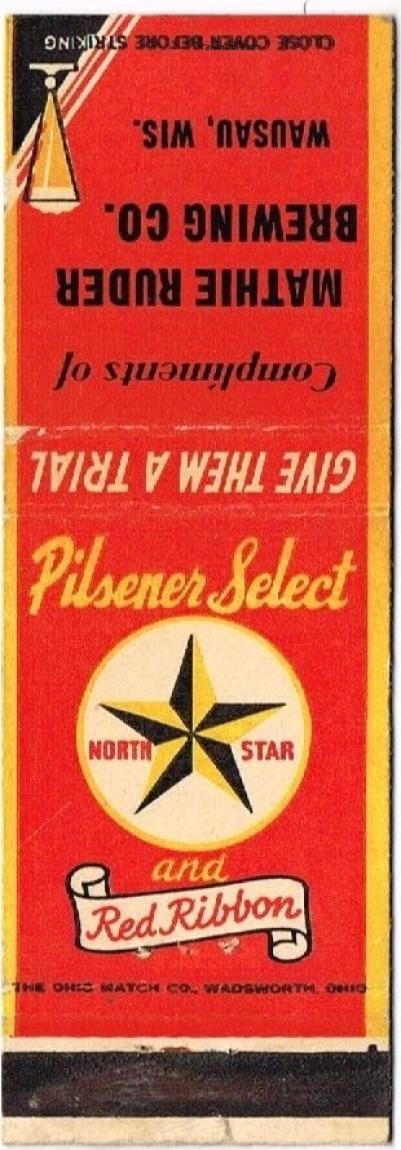 CLOSE COVER BEFORE STRIKING
WAUSAU, WIS.
BREWING CO.
MATHIE RUDER
Compliments of
GIVE THEM A TRIAL
Pilsener Select
NORTH STAR
and
Red Ribbon
THE OHIO MATCH CO., WADSWORTH, OHIO